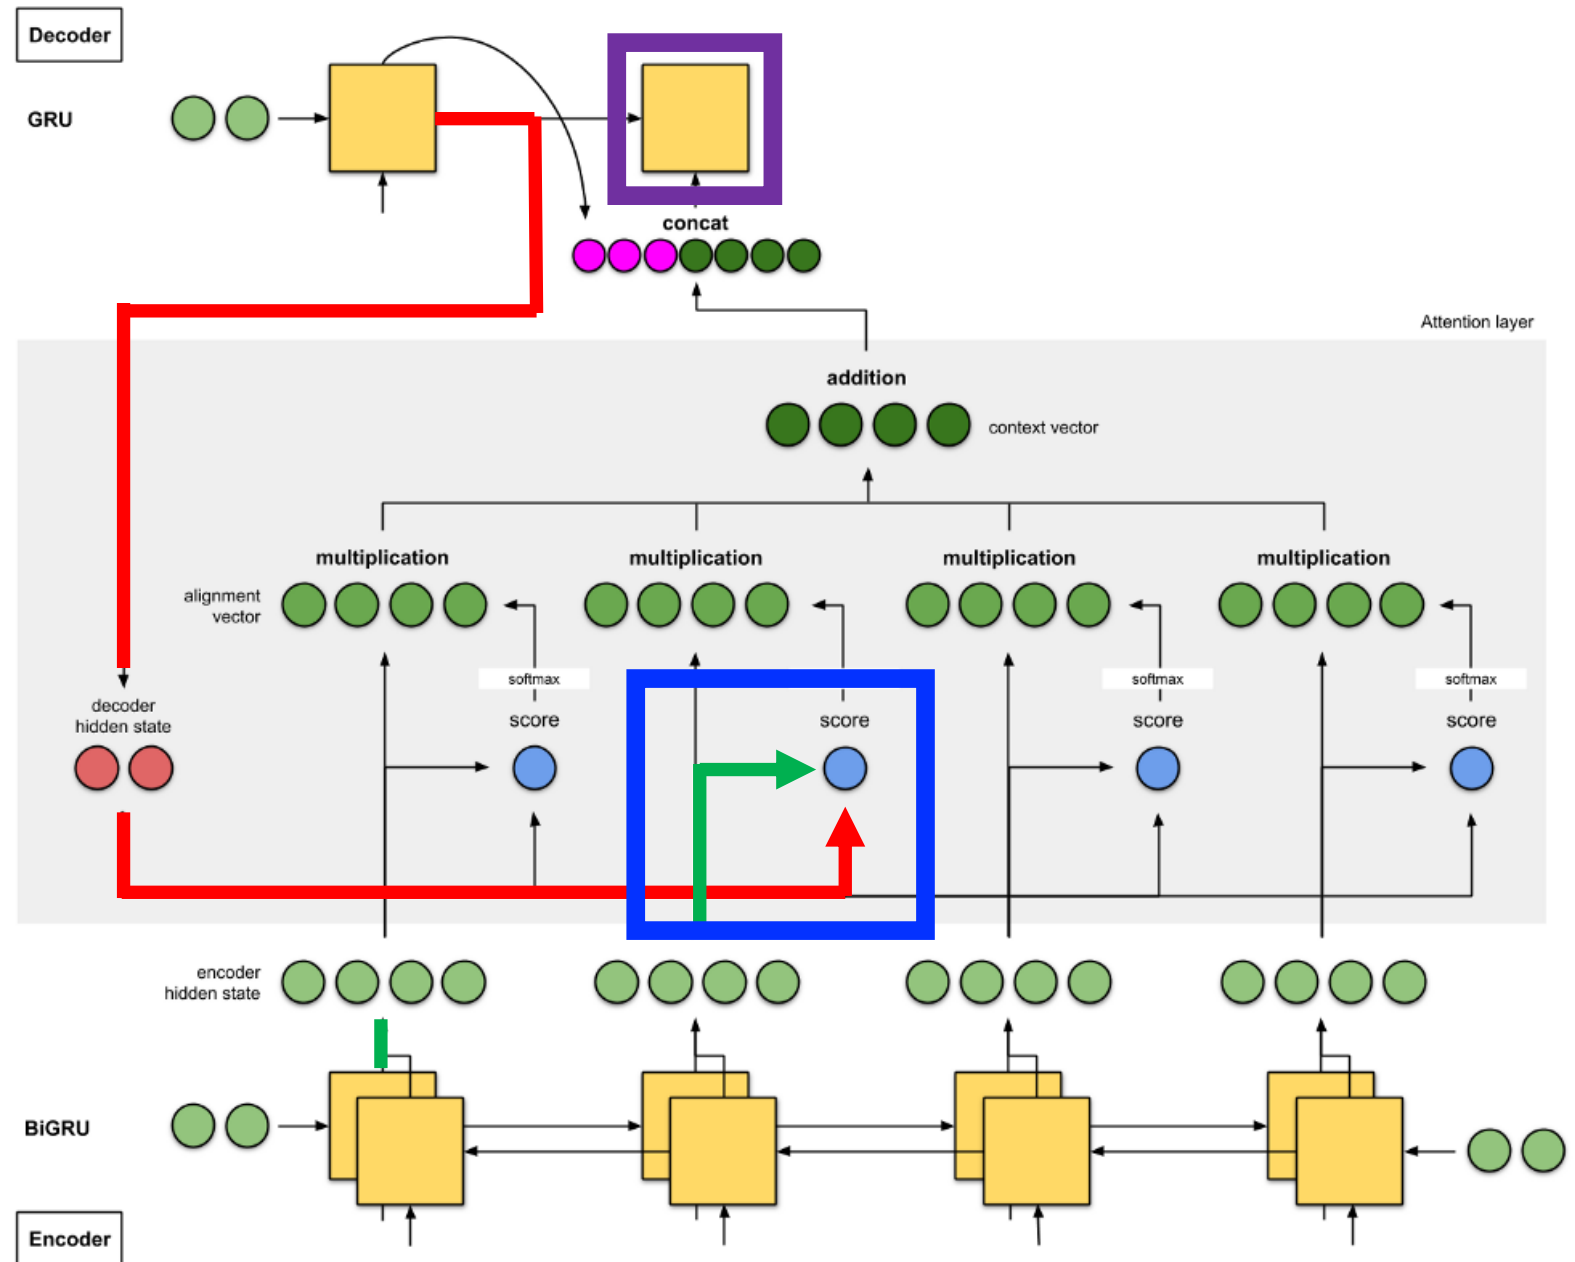 Decoder
GRU
concat
Attention layer
addition
context vector
multiplication
multiplication
multiplication
multiplication
alignment
vector
softmax
softmax
softmax
decoder
hidden state
score
score
score
score
encoder
hidden state
BiGRU
Encoder